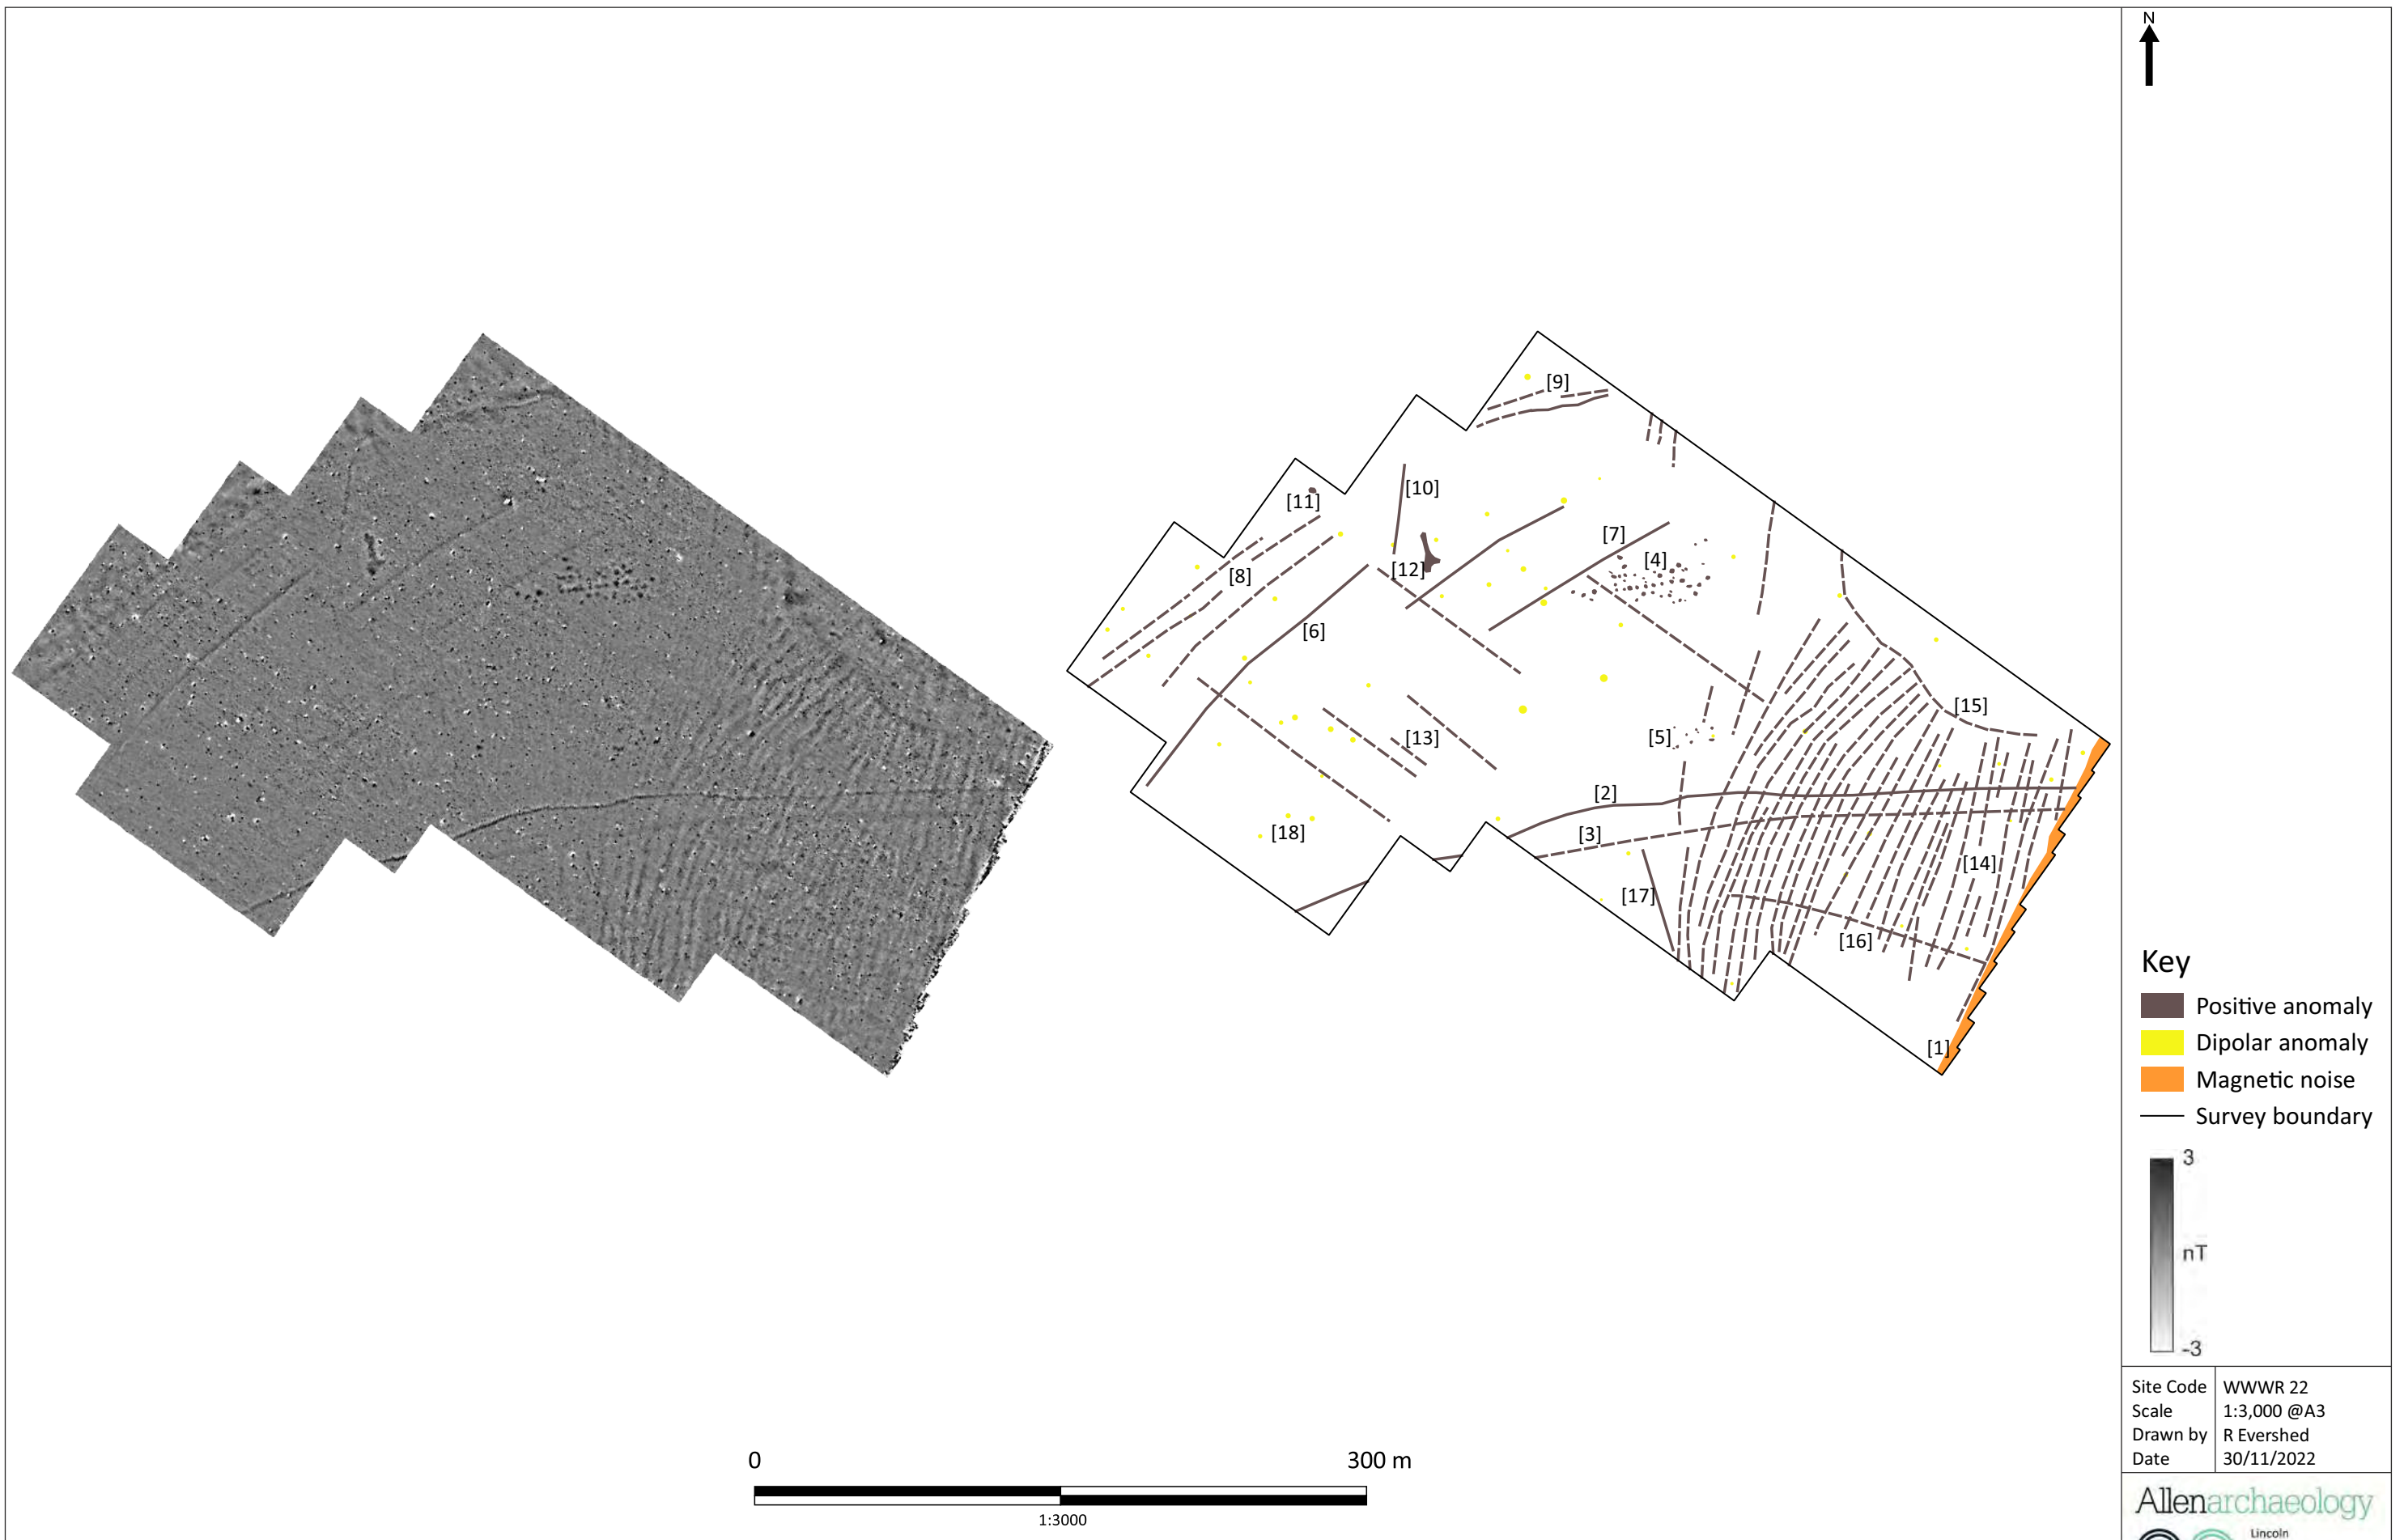 N
[9]
[10]
[11]
[7]
[4]
[12]
[8]
[6]
[15]
[5]
[13]
[2]
[3]
[18]
[14]
[17]
[16]
[1]
Key
Positive anomaly
Dipolar anomaly
Magnetic noise
Survey boundary
3
nT
-3
Site Code WWWR 22
Scale 1:3,000 @A3
Drawn by R Evershed
Date 30/11/2022
0 300 m
1:3000
Allenarchaeology
Lincoln